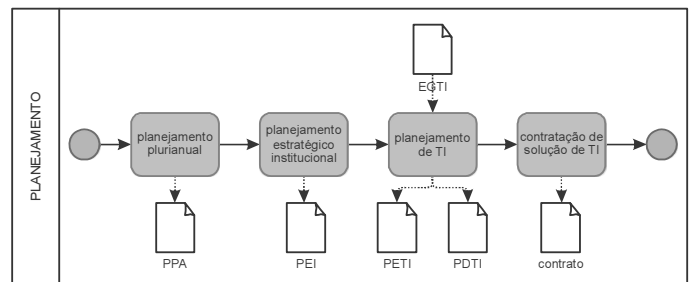 PLANEJAMENTO
EGTI
planejamento
plurianual
planejamento
estratégico
institucional
planejamento
de TI
contratação de
solução de TI
PPA
PEI
PETI
PDTI
contrato